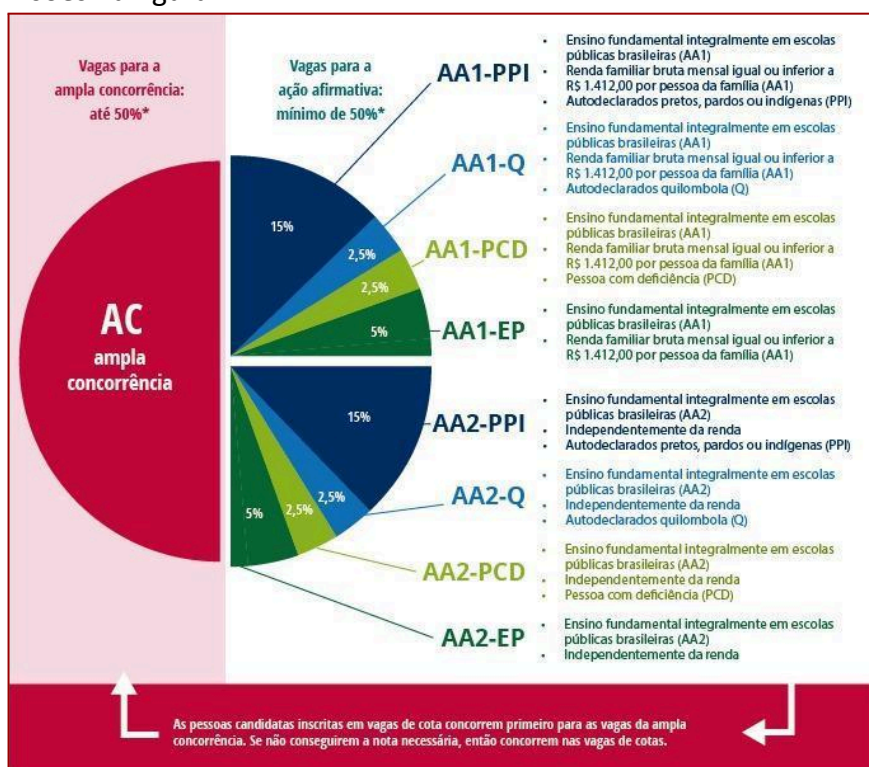 Vagas para a
ampla concorrência:
até 50%*
Vagas para a
ação afirmativa:
mínimo de 50%*
AC
ampla
concorrência
15%
2,5%
2,5%
5%
15%
2,5%
2,5%
5%
AA1-PPI
• Ensino fundamental integralmente em escolas
públicas brasileiras (AA1)
• Renda familiar bruta mensal igual ou inferior a
R$ 1.412,00 por pessoa da família (AA1)
• Autodeclarados pretos, pardos ou indígenas (PPI)
AA1-Q
• Ensino fundamental integralmente em escolas
públicas brasileiras (AA1)
• Renda familiar bruta mensal igual ou inferior a
R$ 1.412,00 por pessoa da família (AA1)
• Autodeclarados quilombola (Q)
AA1-PCD
• Ensino fundamental integralmente em escolas
públicas brasileiras (AA1)
• Renda familiar bruta mensal igual ou inferior a
R$ 1.412,00 por pessoa da família (AA1)
• Pessoa com deficiência (PCD)
AA1-EP
• Ensino fundamental integralmente em escolas
públicas brasileiras (AA1)
• Renda familiar bruta mensal igual ou inferior a
R$ 1.412,00 por pessoa da família (AA1)
AA2-PPI
• Ensino fundamental integralmente em escolas
públicas brasileiras (AA2)
• Independentemente da renda
• Autodeclarados pretos, pardos ou indígenas (PPI)
AA2-Q
• Ensino fundamental integralmente em escolas
públicas brasileiras (AA2)
• Independentemente da renda
• Autodeclarados quilombola (Q)
AA2-PCD
• Ensino fundamental integralmente em escolas
públicas brasileiras (AA2)
• Independentemente da renda
• Pessoa com deficiência (PCD)
AA2-EP
• Ensino fundamental integralmente em escolas
públicas brasileiras (AA2)
• Independentemente da renda
As pessoas candidatas inscritas em vagas de cota concorrem primeiro para as vagas da ampla
concorrência. Se não conseguirem a nota necessária, então concorrem nas vagas de cotas.